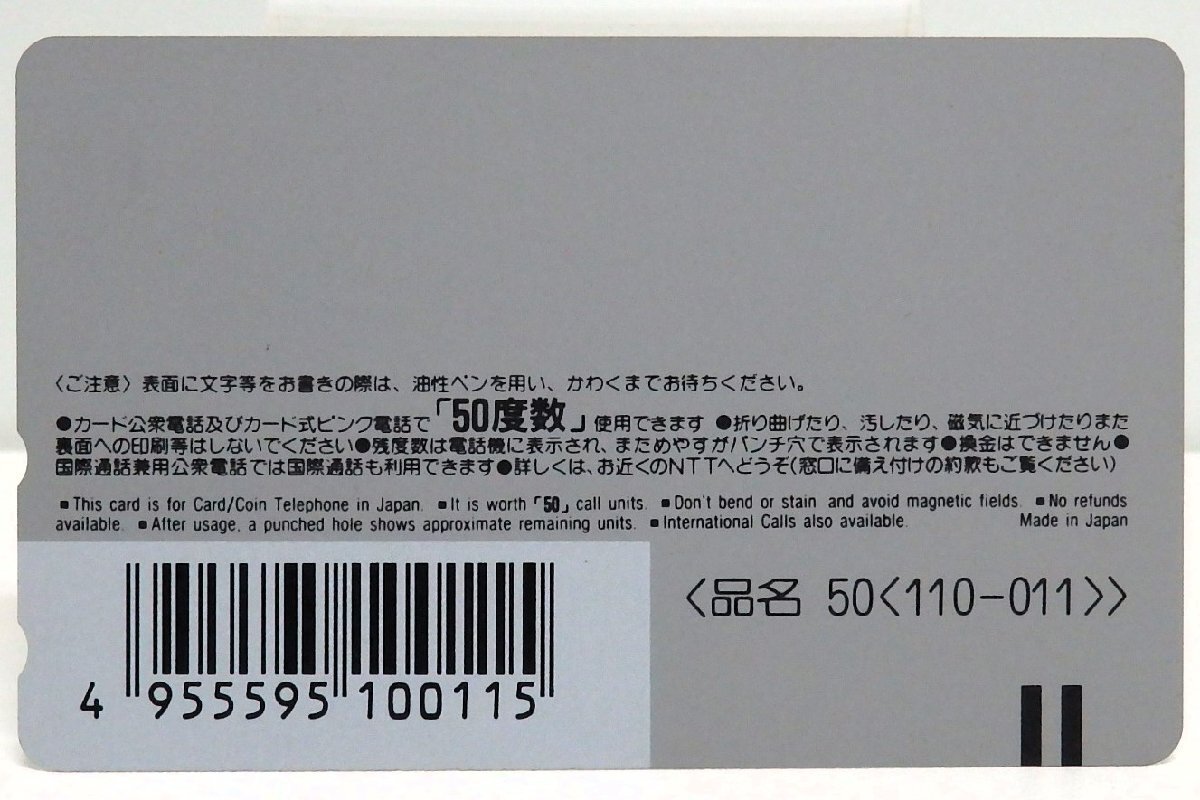 〈ご注意〉表面に文字等をお書きの際は、油性ペンを用い、かわくまでお待ちください。
●カード公衆電話及びカード式ピンク電話で「50度数」使用できます ●折り曲げたり、汚したり、磁気に近づけたりまた
裏面への印刷等はしないでください●残度数は電話機に表示され、まためやすがパンチ穴で表示されます●換金はできません●
国際通話兼用公衆電話では国際通話も利用できます●詳しくは、お近くのNTTへどうぞ(窓口に備え付けの約款もご覧ください)
■This card is for Card/Coin Telephone in Japan. ■It is worth「50」call units. ■Don't bend or stain and avoid magnetic fields. ■No refunds
available. ■After usage, a punched hole shows approximate remaining units. ■International Calls also available. Made in Japan
〈品名 50〈110-011〉〉
4 955595 100115